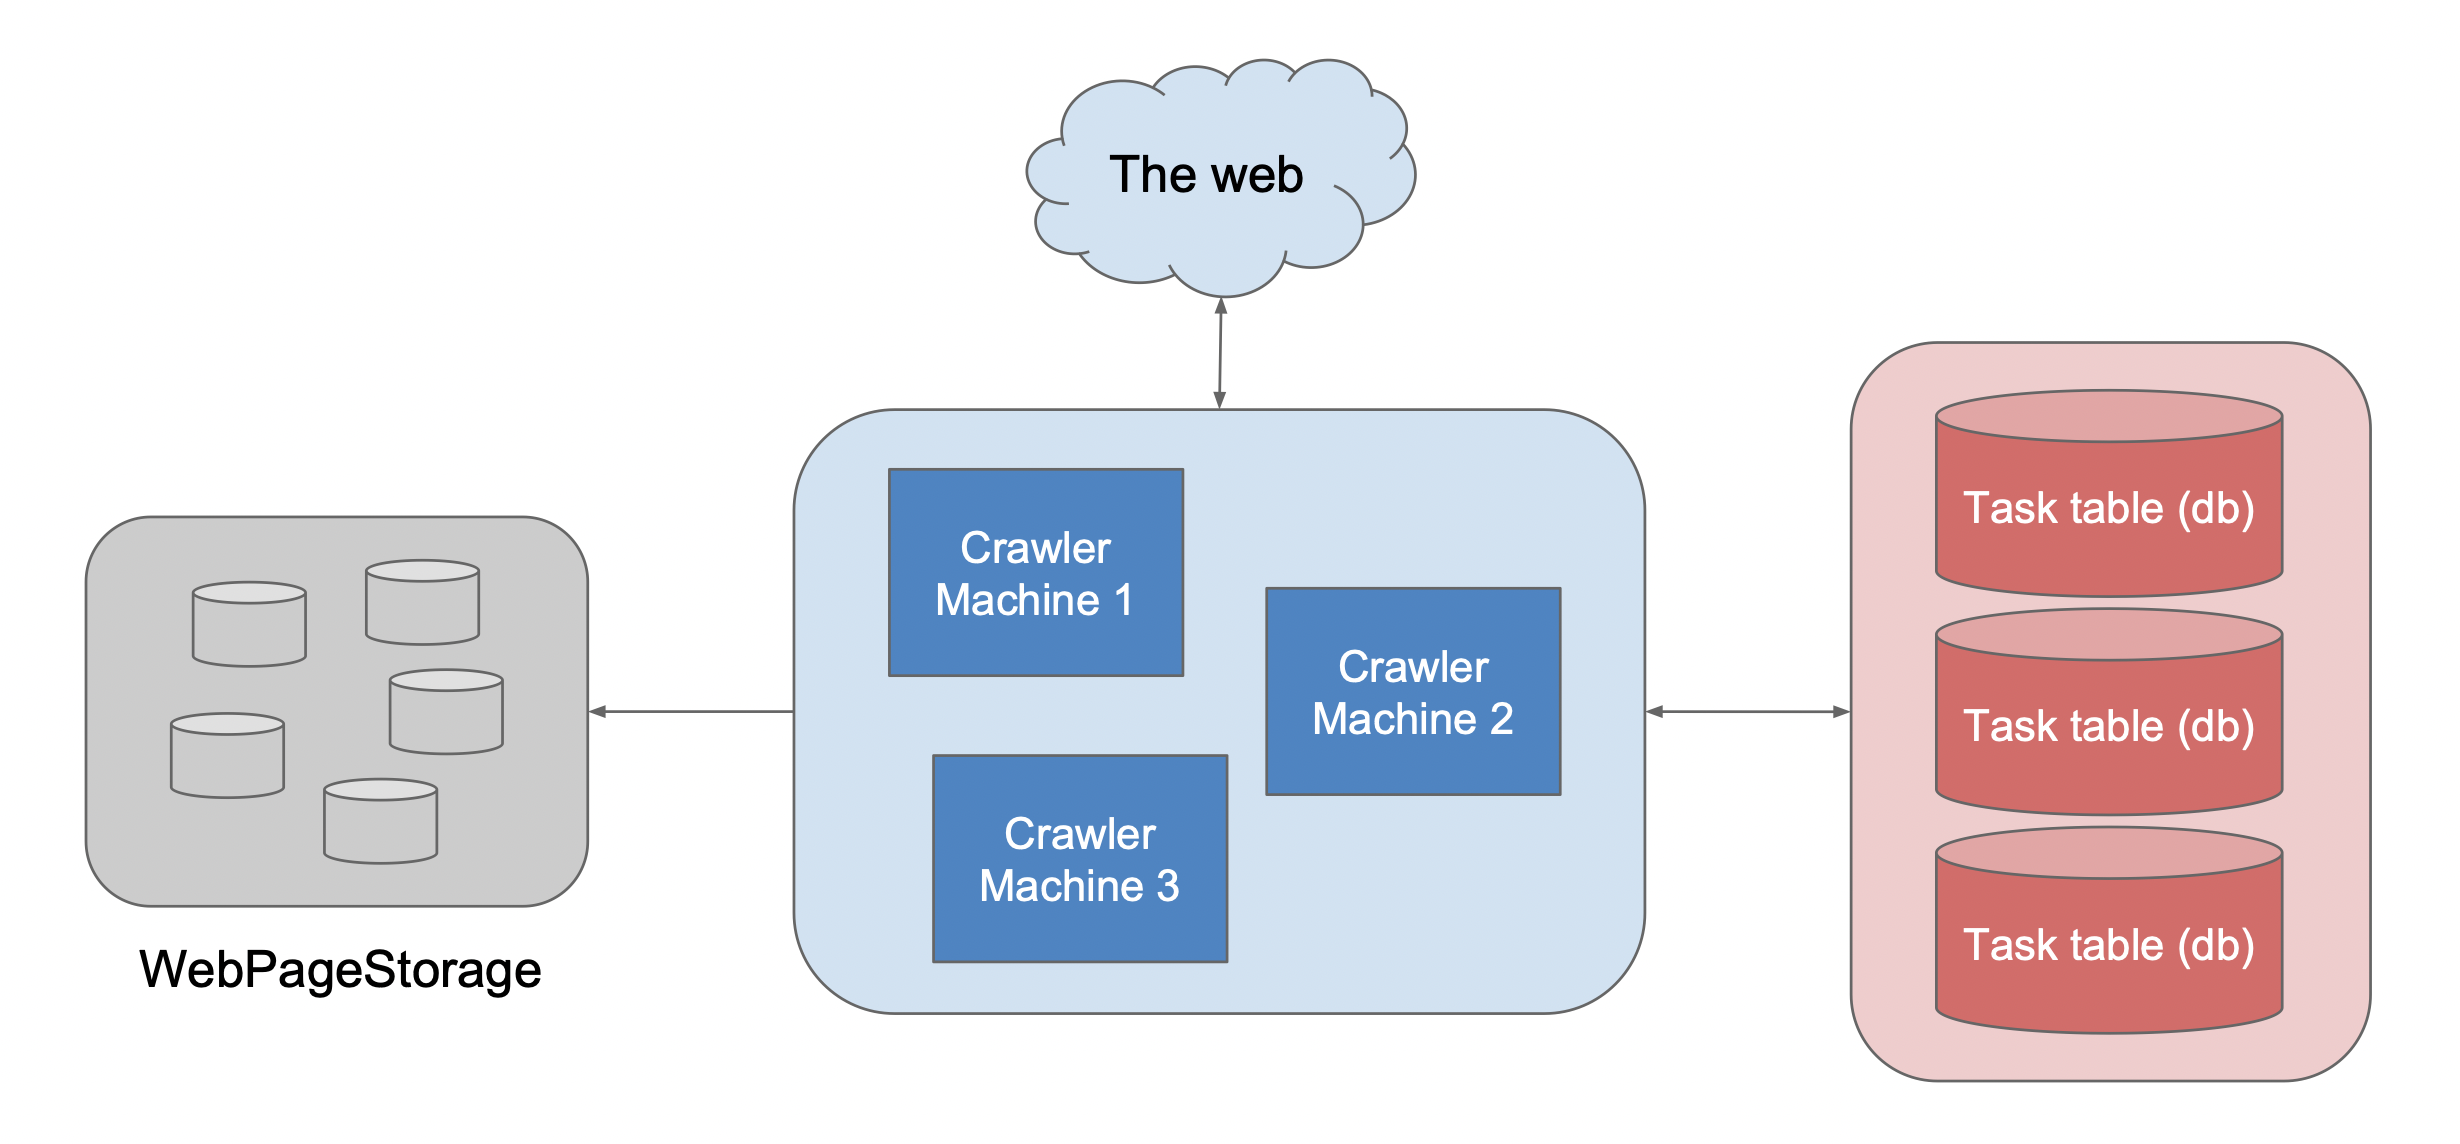 The web
Crawler
Machine 1
Crawler
Machine 2
Crawler
Machine 3
Task table (db)
Task table (db)
Task table (db)
WebPageStorage